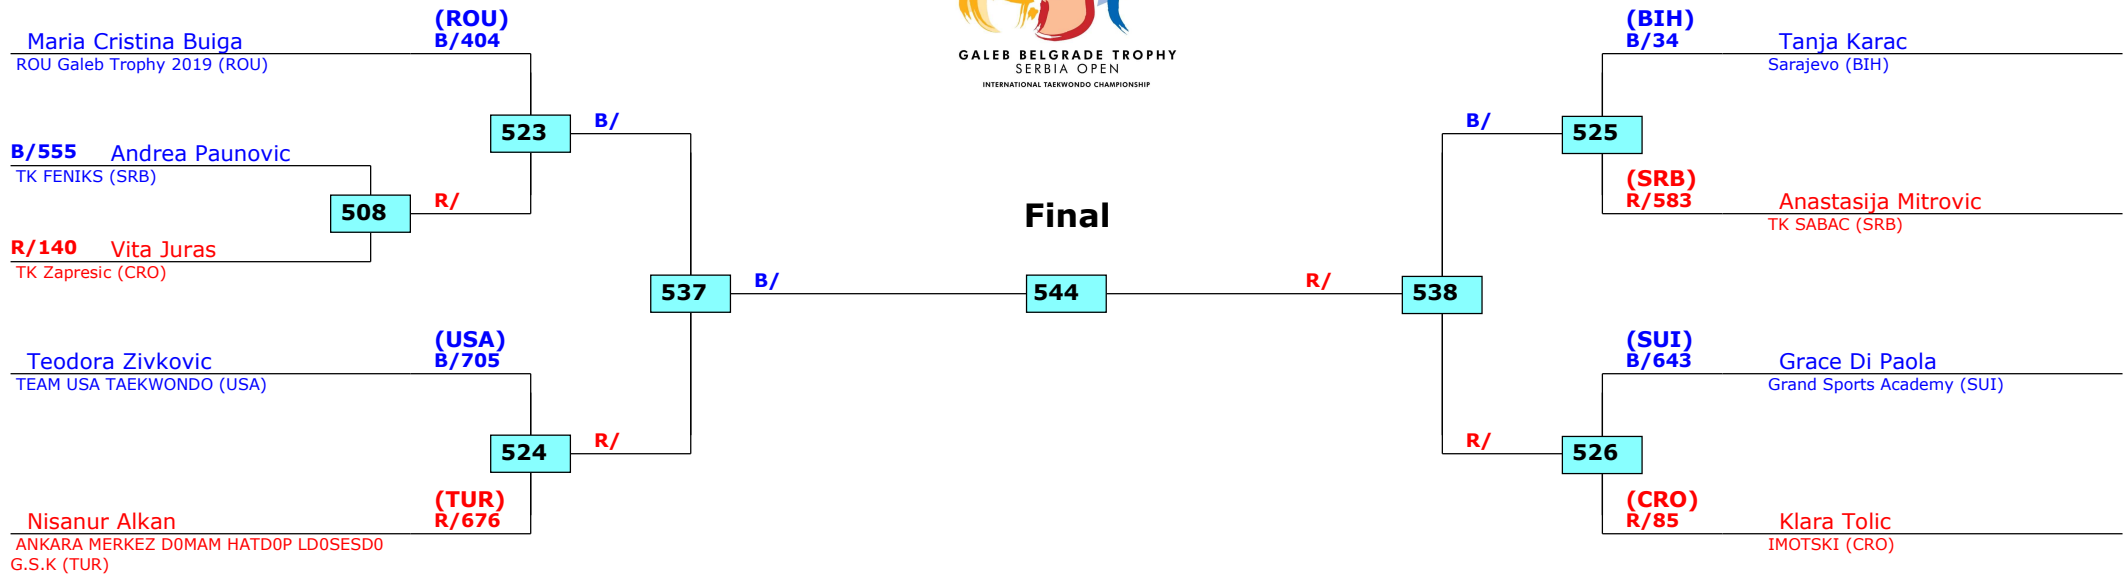 GALEB BELGRADE TROPHY
SERBIA OPEN
INTERNATIONAL TAEKWONDO CHAMPIONSHIP
(ROU)
Maria Cristina Buiga B/404
ROU Galeb Trophy 2019 (ROU)
523 B/
B/555 Andrea Paunovic
TK FENIKS (SRB)
508 R/
R/140 Vita Juras
TK Zapresic (CRO)
537 B/
(USA)
Teodora Zivkovic B/705
TEAM USA TAEKWONDO (USA)
524 R/
(TUR)
Nisanur Alkan R/676
ANKARA MERKEZ D0MAM HATD0P LD0SESD0
G.S.K (TUR)
Final
544
(BIH)
B/34 Tanja Karac
Sarajevo (BIH)
B/ 525
(SRB)
R/583 Anastasija Mitrovic
TK SABAC (SRB)
R/ 538
(SUI)
B/643 Grace Di Paola
Grand Sports Academy (SUI)
R/ 526
(CRO)
R/85 Klara Tolic
IMOTSKI (CRO)